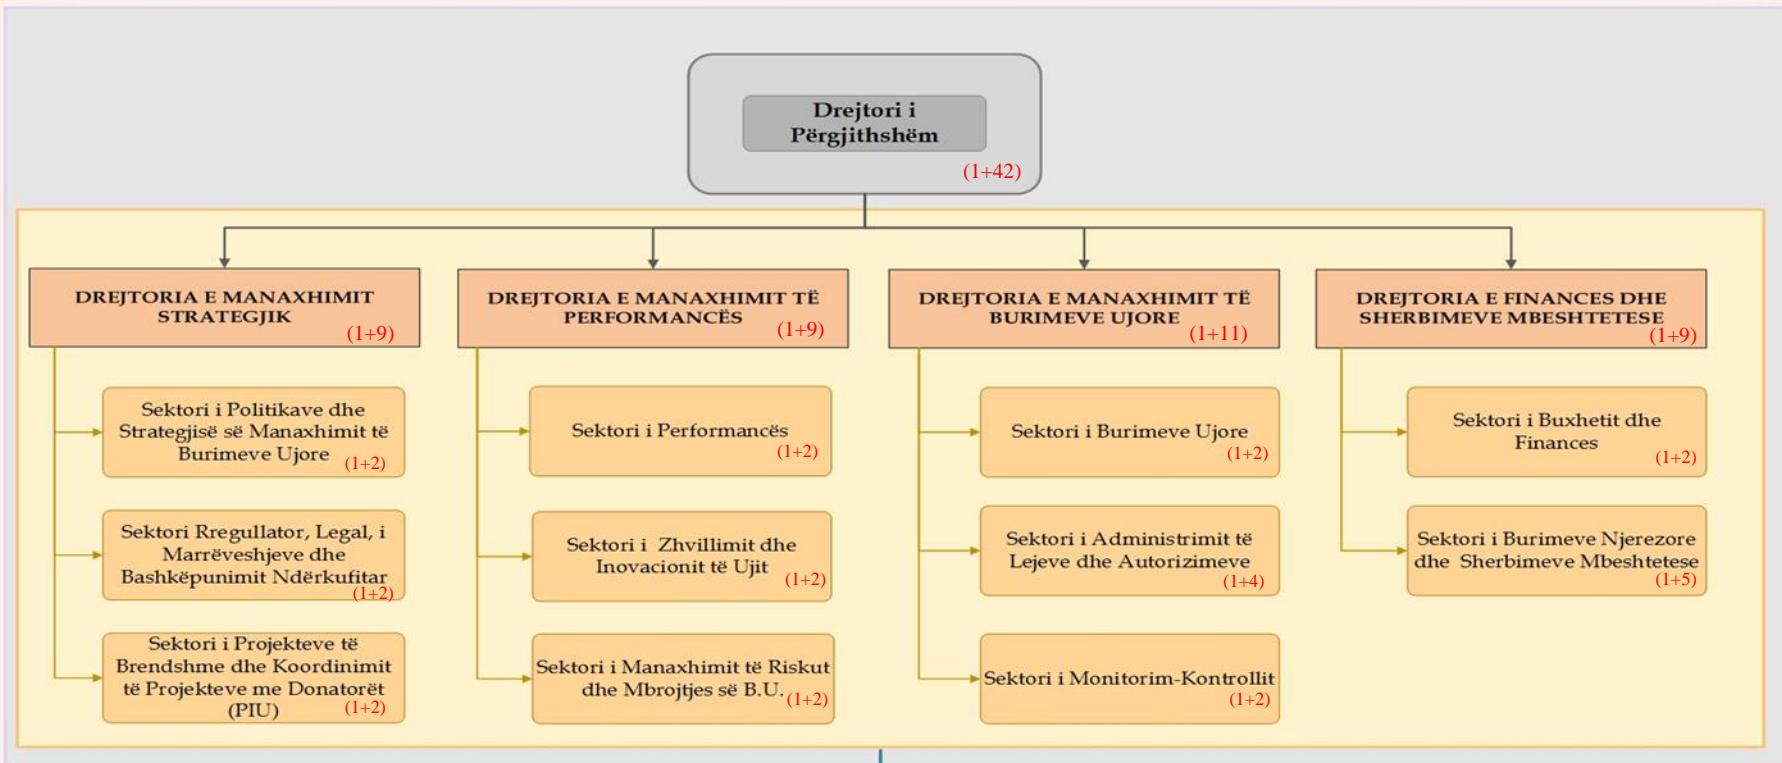 Drejtori i
Përgjithshëm
(1+42)
DREJTORIA E MANAXHIMIT
STRATEGJIK
(1+9)
Sektori i Politikave dhe
Strategjisë së Manaxhimit të
Burimeve Ujore
(1+2)
Sektori Rregullator, Legal, i
Marrëveshjeve dhe
Bashkëpunimit Ndërkufitar
(1+2)
Sektori i Projekteve të
Brendshme dhe Koordinimit
të Projekteve me Donatorët
(PIU)
(1+2)
DREJTORIA E MANAXHIMIT TË
PERFORMANCËS
(1+9)
Sektori i Performancës
(1+2)
Sektori i Zhvillimit dhe
Inovacionit të Ujit
(1+2)
Sektori i Manaxhimit të Riskut
dhe Mbrojtjes së B.U.
(1+2)
DREJTORIA E MANAXHIMIT TË
BURIMEVE UJORE
(1+11)
Sektori i Burimeve Ujore
(1+2)
Sektori i Administrimit të
Lejeve dhe Autorizimeve
(1+4)
Sektori i Monitorim-Kontrollit
(1+2)
DREJTORIA E FINANCES DHE
SHERBIMEVE MBESHTETESE
(1+9)
Sektori i Buxhetit dhe
Finances
(1+2)
Sektori i Burimeve Njerezore
dhe Sherbimeve Mbeshtetese
(1+5)